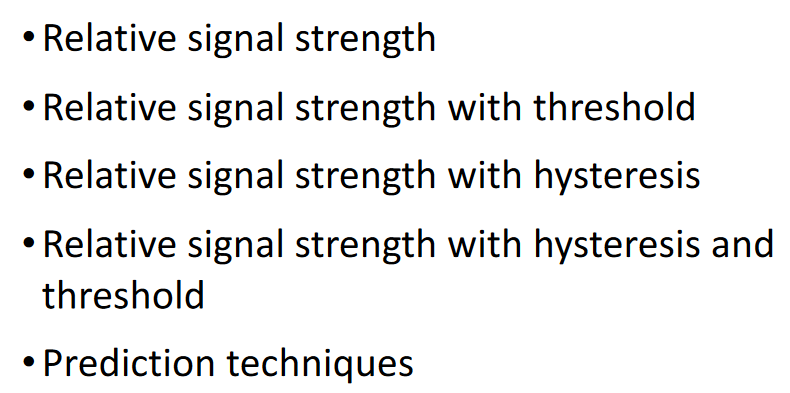 • Relative signal strength
• Relative signal strength with threshold
• Relative signal strength with hysteresis
• Relative signal strength with hysteresis and
threshold
• Prediction techniques